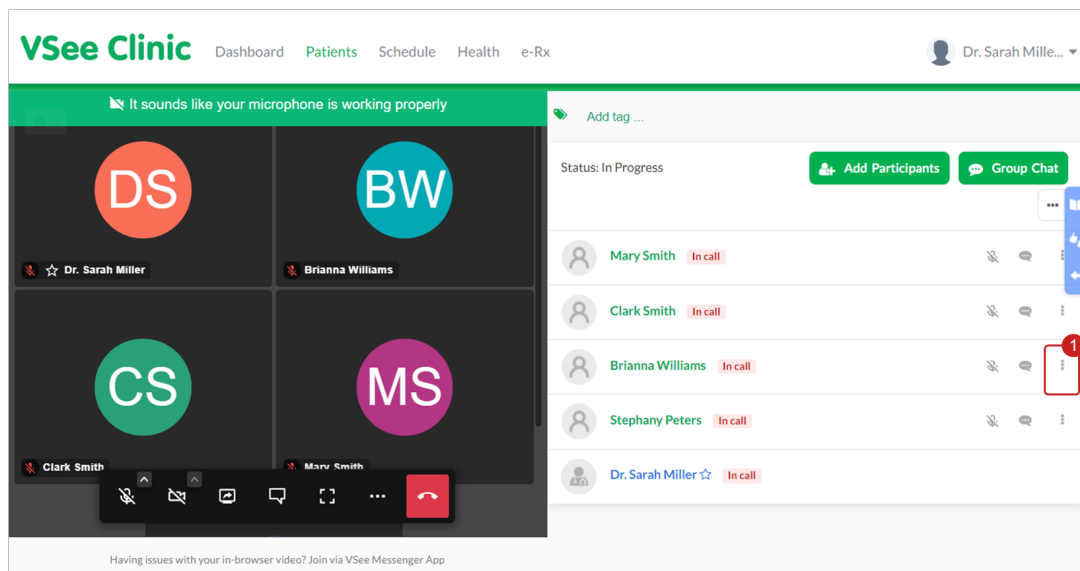 VSee Clinic Dashboard Patients Schedule Health e-Rx Dr. Sarah Mille...
It sounds like your microphone is working properly
Add tag ...
Status: In Progress Add Participants Group Chat
DS BW
Dr. Sarah Miller Brianna Williams
CS MS
Clark Smith Mary Smith
Mary Smith In call
Clark Smith In call
Brianna Williams In call
1
Stephany Peters In call
Dr. Sarah Miller In call
Having issues with your in-browser video? Join via VSee Messenger App